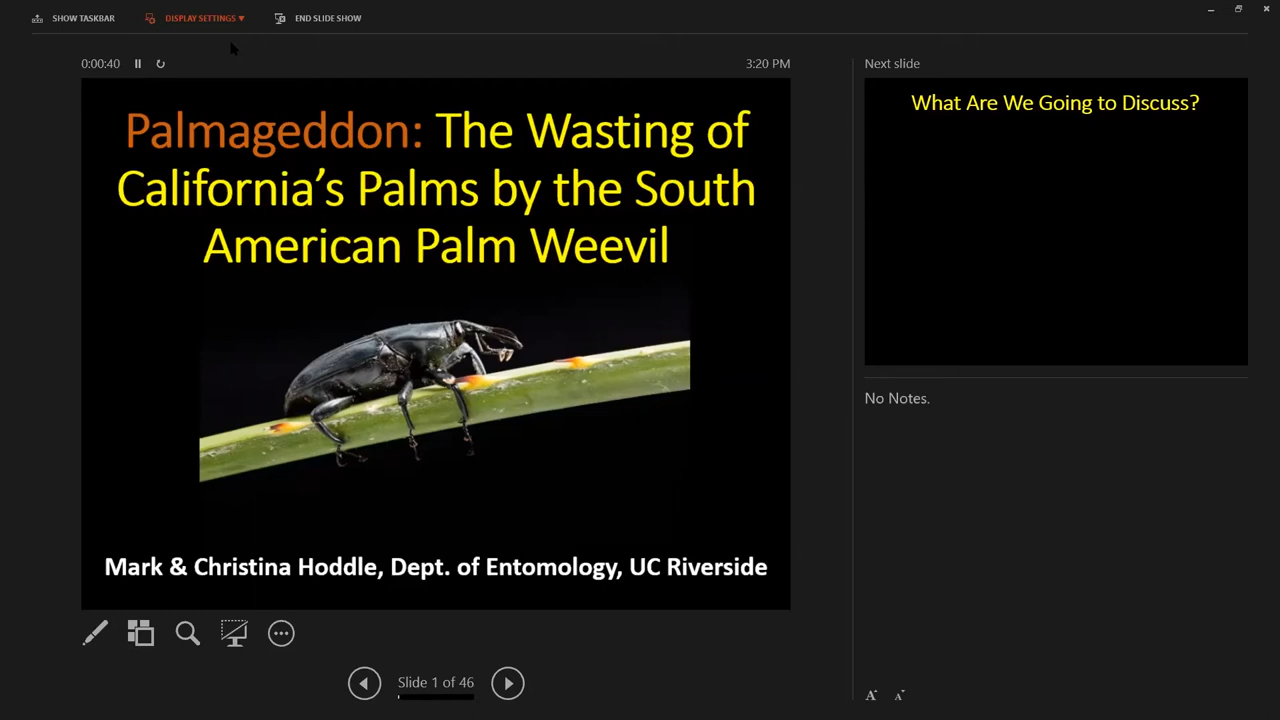 SHOW TASKBAR
DISPLAY SETTINGS ▾
END SLIDE SHOW
0:00:40
3:20 PM
Palmageddon: The Wasting of
California’s Palms by the South
American Palm Weevil
Mark & Christina Hoddle, Dept. of Entomology, UC Riverside
Slide 1 of 46
Next slide
What Are We Going to Discuss?
No Notes.
A A